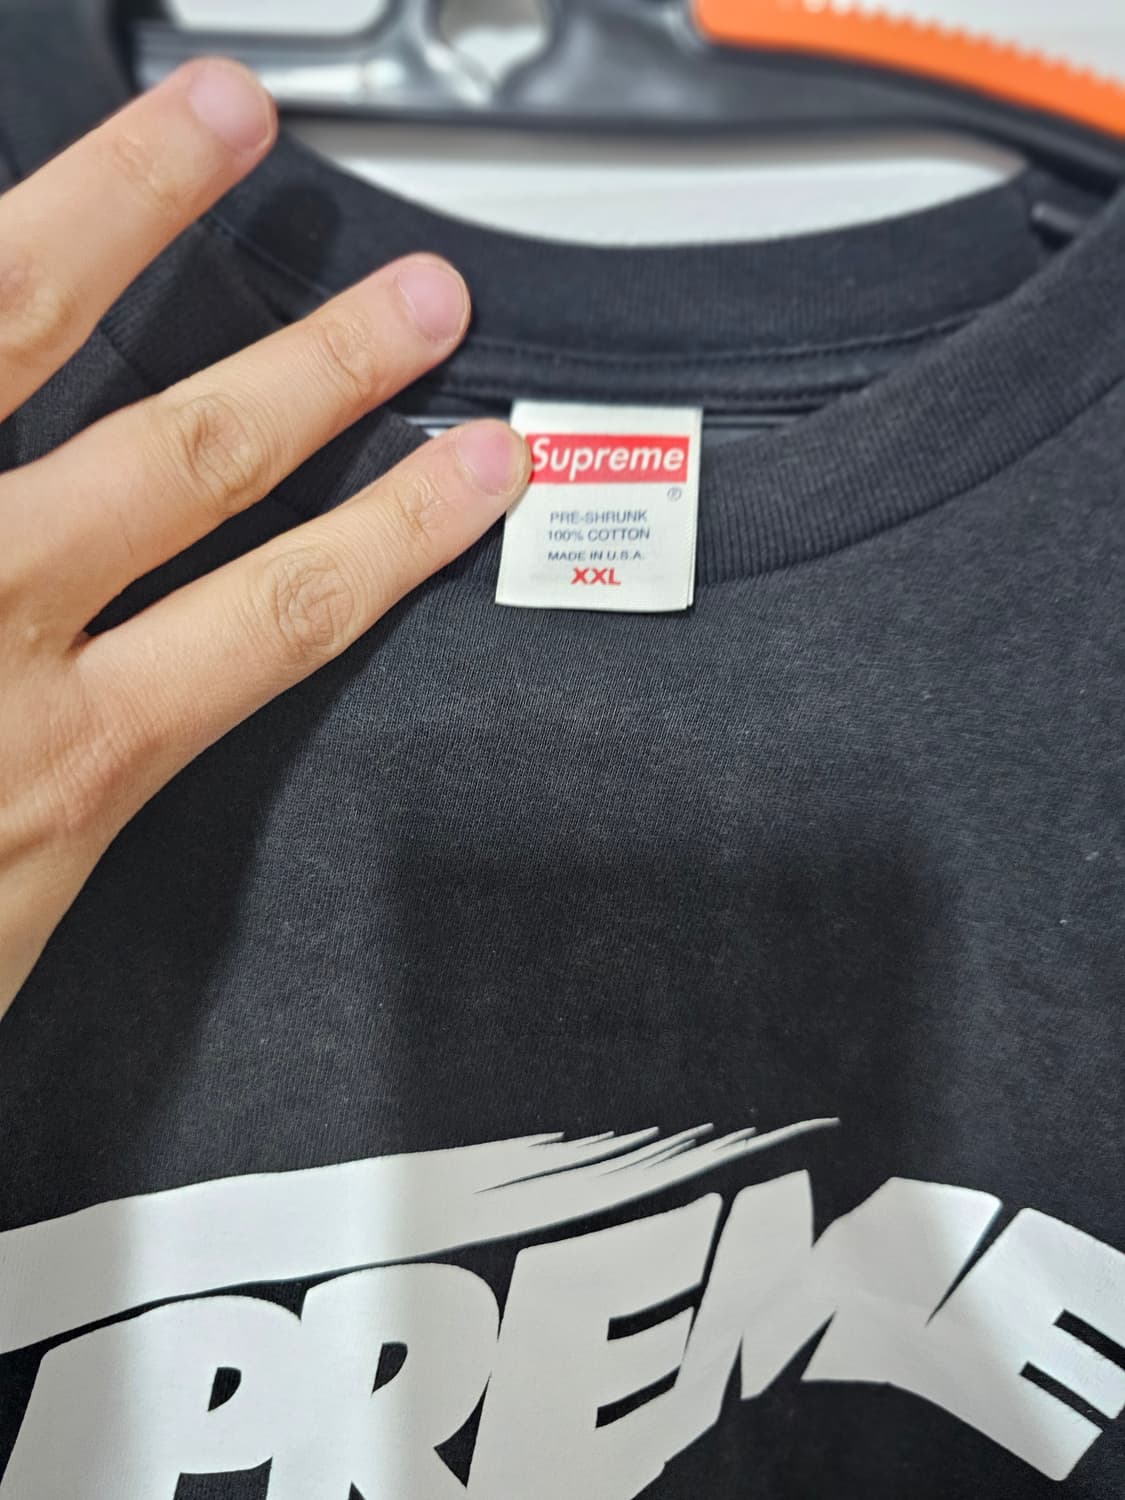 Supreme
®
PRE-SHRUNK
100% COTTON
MADE IN U.S.A.
XXL
PREME